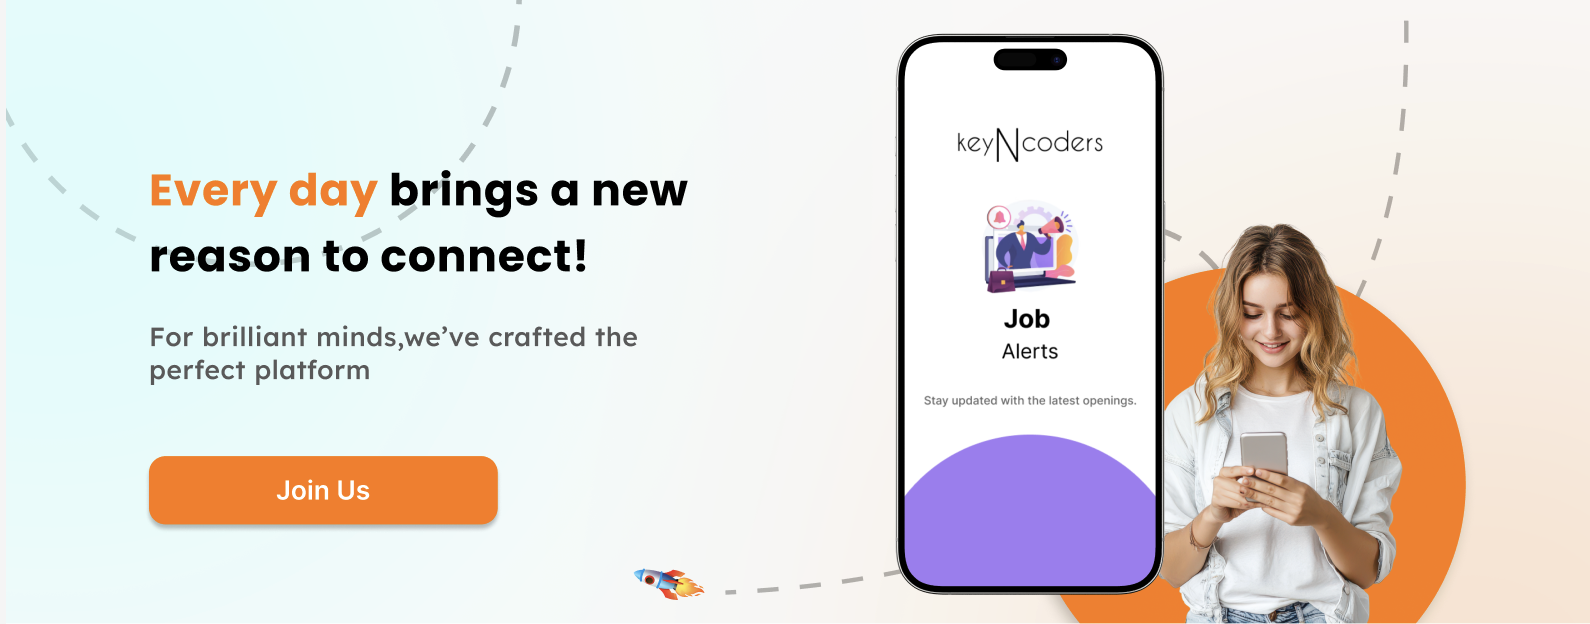 Every day brings a new
reason to connect!
For brilliant minds,we’ve crafted the
perfect platform
Join Us
keyNcoders
Job
Alerts
Stay updated with the latest openings.